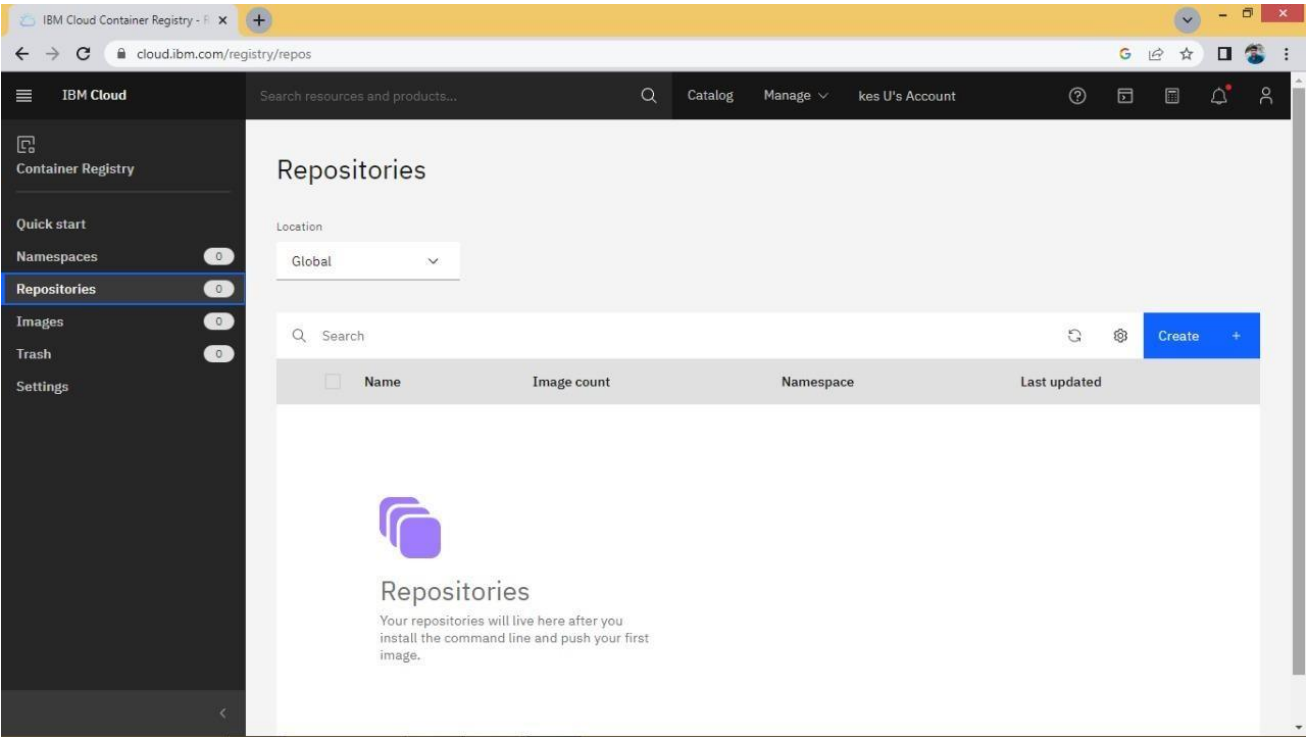 IBM Cloud Container Registry - R
cloud.ibm.com/registry/repos
IBM Cloud
Search resources and products...
Catalog
Manage
kes U's Account
Container Registry
Quick start
Namespaces 0
Repositories 0
Images 0
Trash 0
Settings
Repositories
Location
Global
Search
Create +
Name Image count Namespace Last updated
Repositories
Your repositories will live here after you
install the command line and push your first
image.